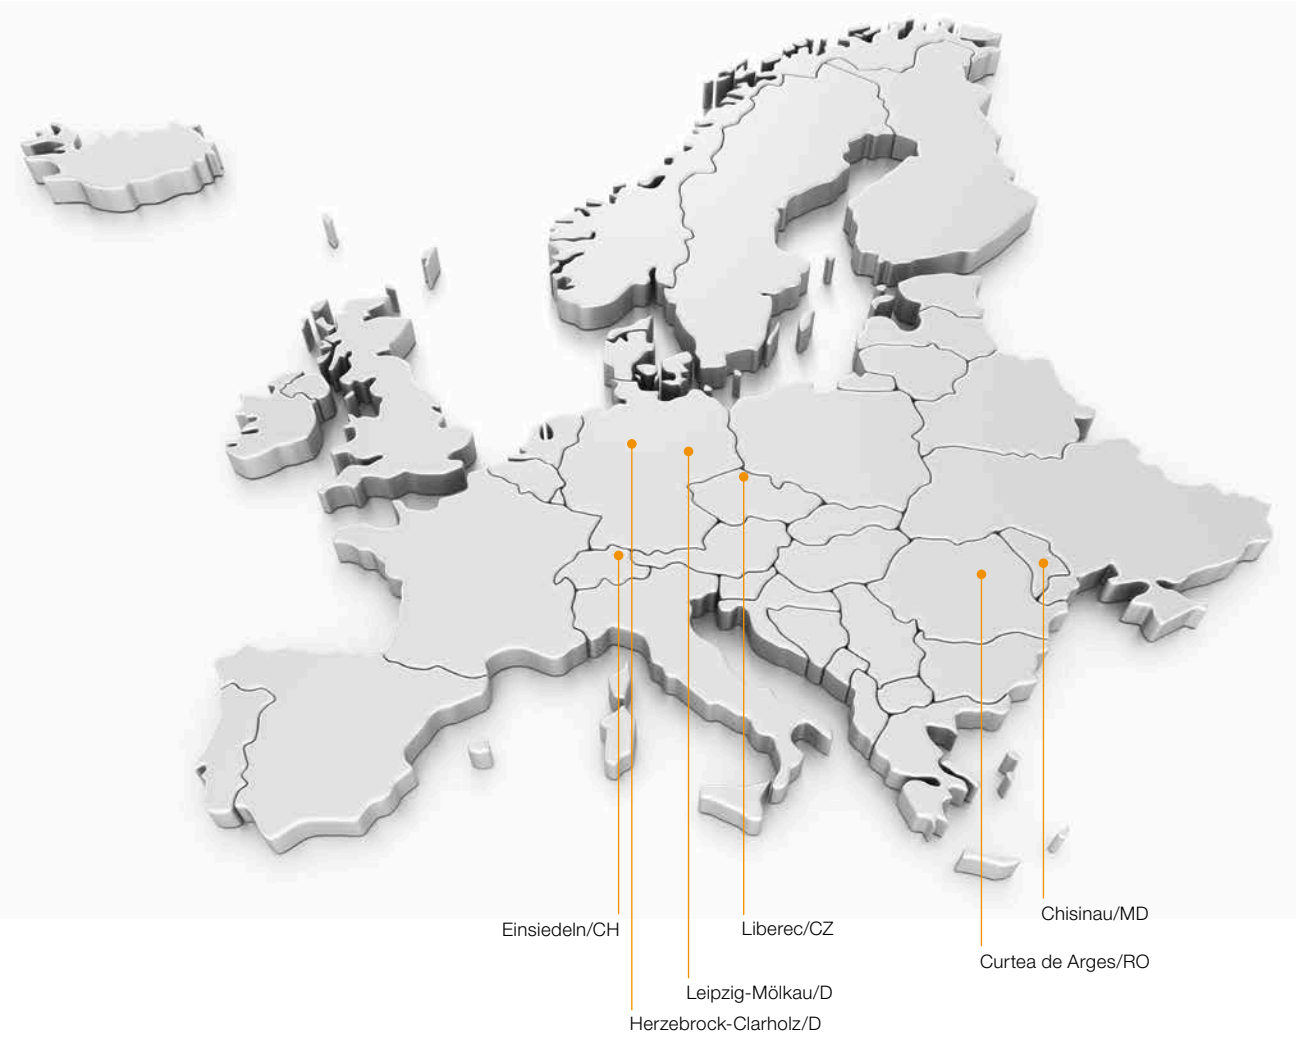 Chisinau/MD
Einsiedeln/CH
Liberec/CZ
Curtea de Arges/RO
Leipzig-Mölkau/D
Herzebrock-Clarholz/D